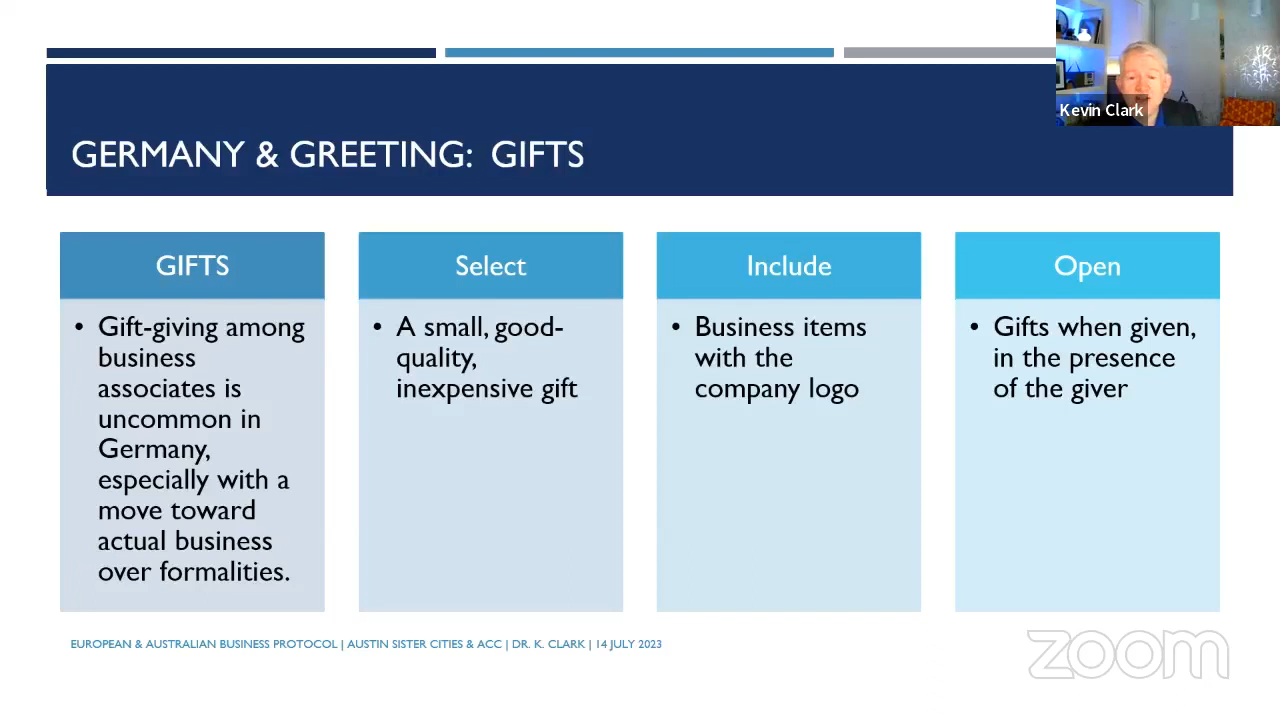 Kevin Clark
GERMANY & GREETING: GIFTS
GIFTS
• Gift-giving among
business
associates is
uncommon in
Germany,
especially with a
move toward
actual business
over formalities.
Select
• A small, good-
quality,
inexpensive gift
Include
• Business items
with the
company logo
Open
• Gifts when given,
in the presence
of the giver
EUROPEAN & AUSTRALIAN BUSINESS PROTOCOL | AUSTIN SISTER CITIES & ACC | DR. K. CLARK | 14 JULY 2023
zoom